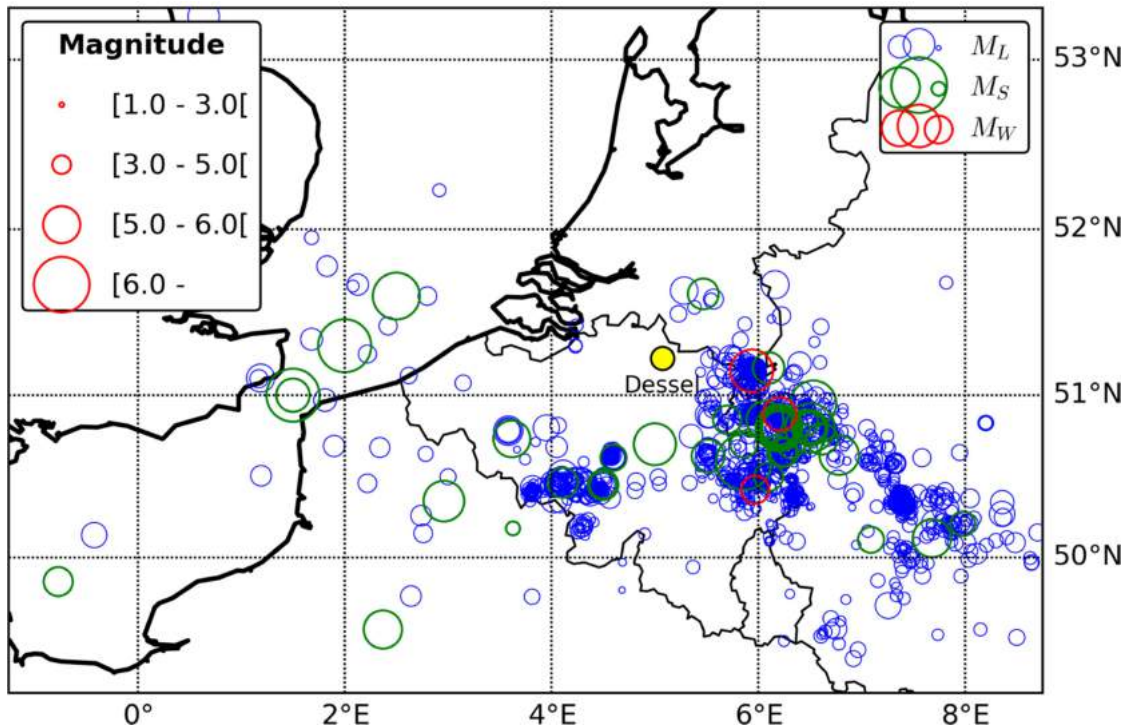 Magnitude
[1.0 - 3.0[
[3.0 - 5.0[
[5.0 - 6.0[
[6.0 -
M_L
M_S
M_W
53°N
52°N
51°N
50°N
Dessel
0°
2°E
4°E
6°E
8°E